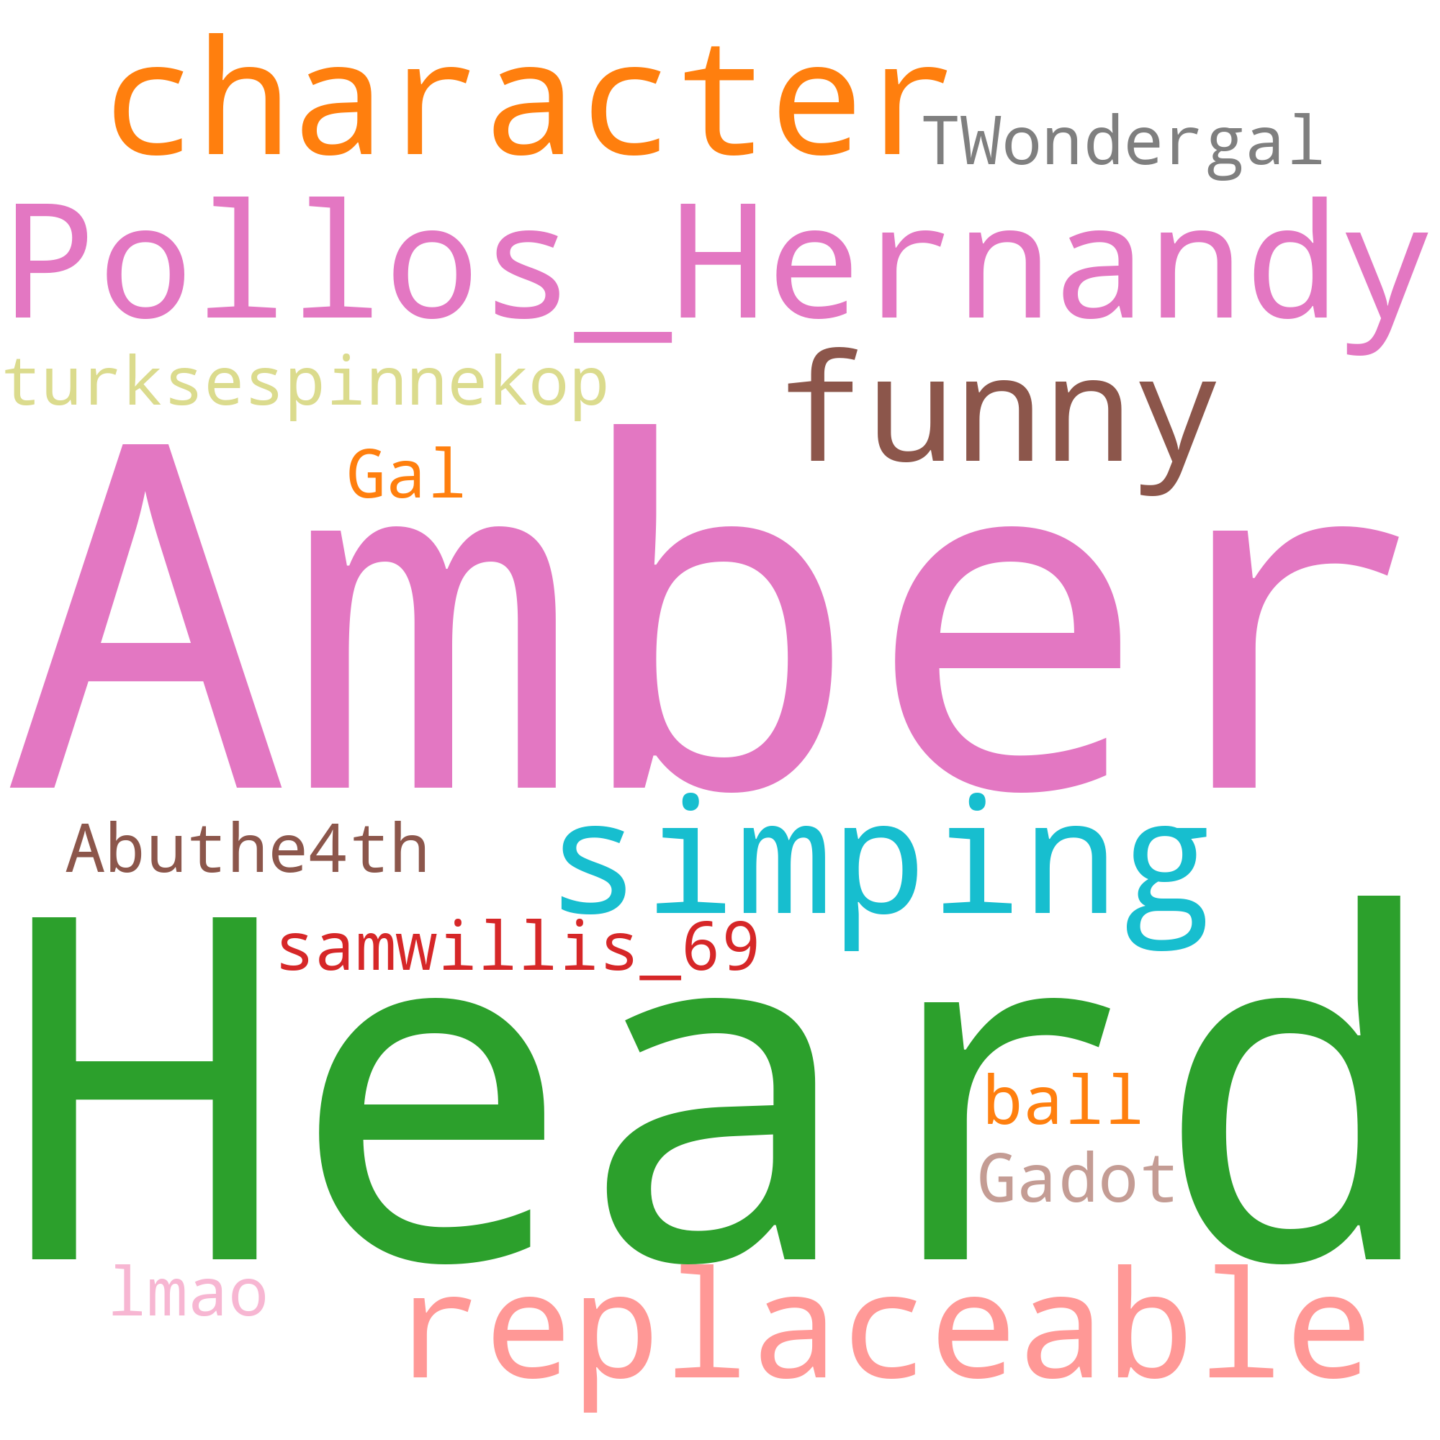 character
TWondergal
Pollos_Hernandy
turksespinnekop
funny
Gal
Amber
simping
Abuthe4th
samwillis_69
Heard
ball
Gadot
lmao
replaceable